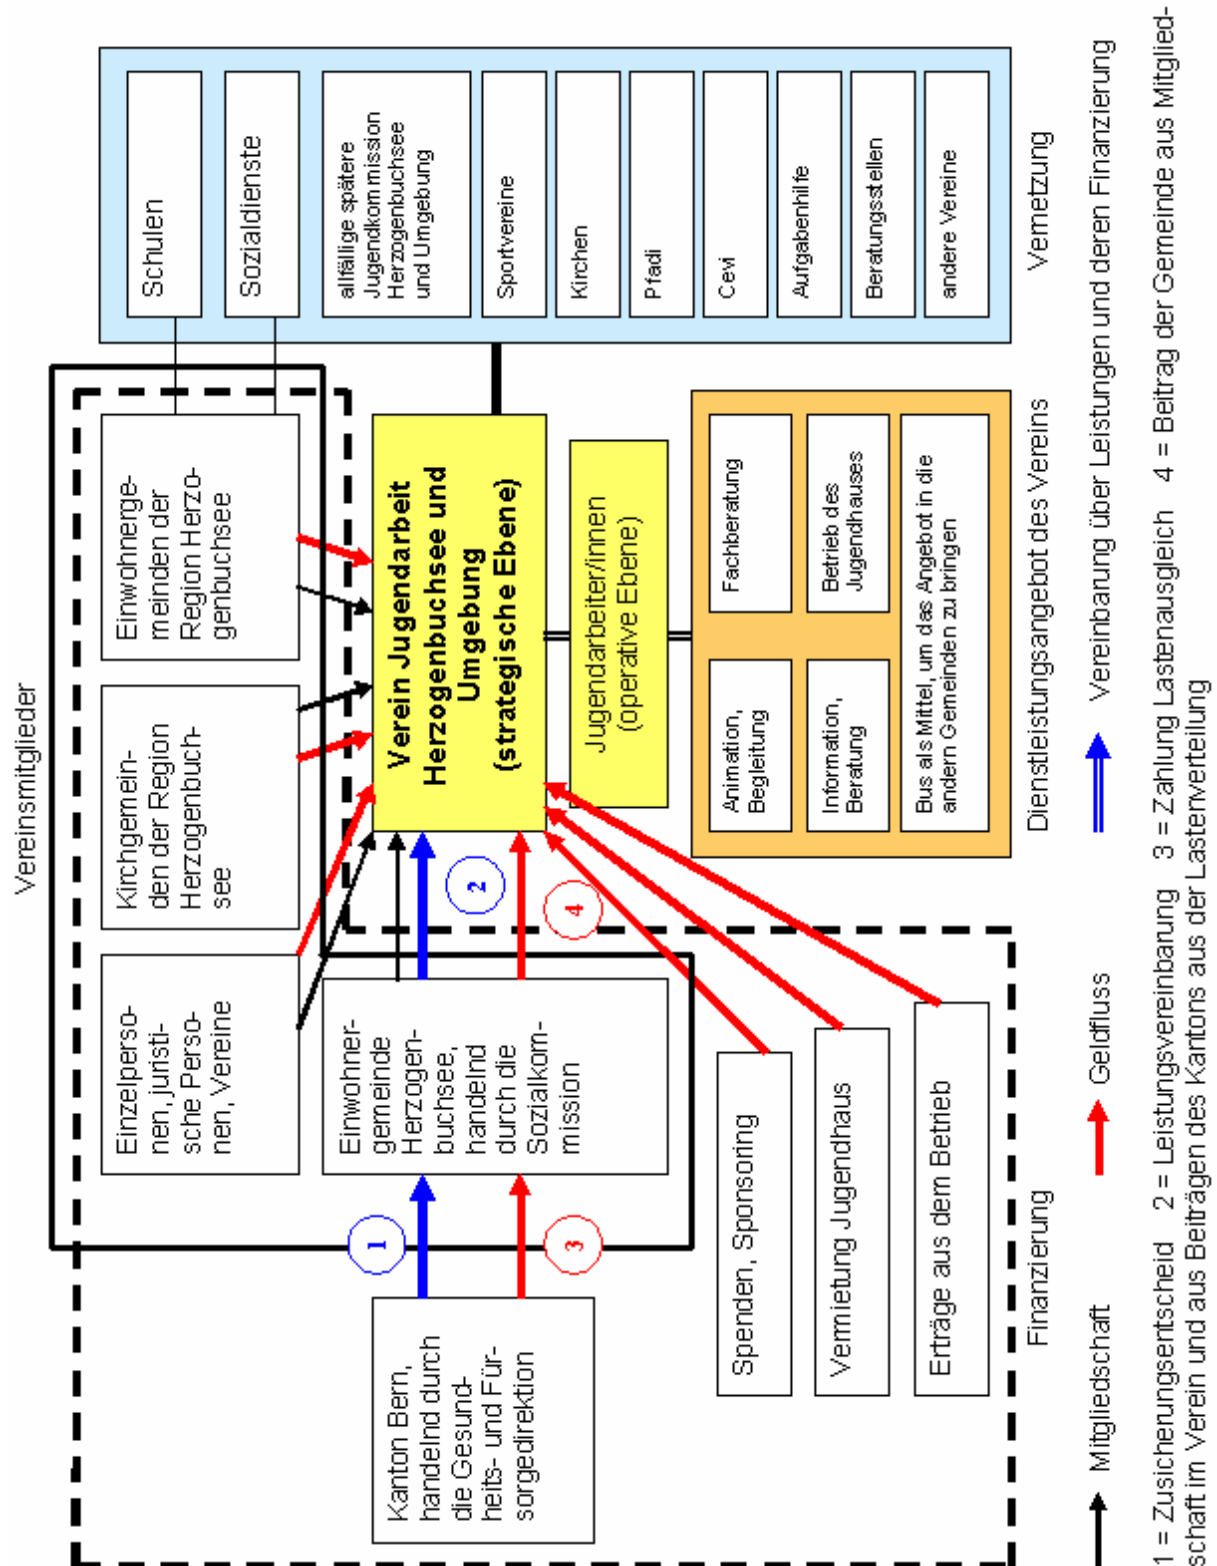 Vereinsmitglieder
Einzelperso-
nen, juristi-
sche Perso-
nen, Vereine
Kirchgemein-
den der Region
Herzogenbuch-
see
Einwohnerge-
meinden der
Region Herzo-
genbuchsee
Schulen
Sozialdienste
allfällige spätere
Jugendkommission
Herzogenbuchsee
und Umgebung
Sportvereine
Kirchen
Pfadi
Cevi
Aufgabenhilfe
Beratungsstellen
andere Vereine
Vernetzung
Kanton Bern,
handelnd durch
die Gesund-
heits- und Für-
sorgedirektion
1
3
Einwohner-
gemeinde
Herzogen-
buchsee,
handelnd
durch die
Sozialkom-
mission
2
4
Verein Jugendarbeit
Herzogenbuchsee und
Umgebung
(strategische Ebene)
Jugendarbeiter/innen
(operative Ebene)
Animation,
Begleitung
Fachberatung
Information,
Beratung
Betrieb des
Jugendhauses
Bus als Mittel, um das Angebot in die
andern Gemeinden zu bringen
Dienstleistungsangebot des Vereins
Spenden, Sponsoring
Vermietung Jugendhaus
Erträge aus dem Betrieb
Finanzierung
Mitgliedschaft Geldfluss Vereinbarung über Leistungen und deren Finanzierung
1 = Zusicherungsentscheid 2 = Leistungsvereinbarung 3 = Zahlung Lastenausgleich 4 = Beitrag der Gemeinde aus Mitglied-
schaft im Verein und aus Beiträgen des Kantons aus der Lastenverteilung